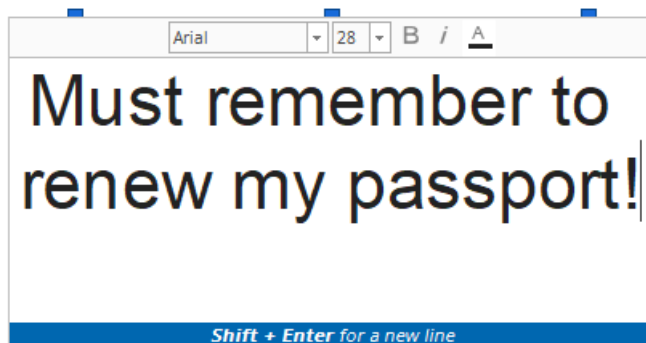 Arial 28 B i A
Must remember to
renew my passport!
Shift + Enter for a new line